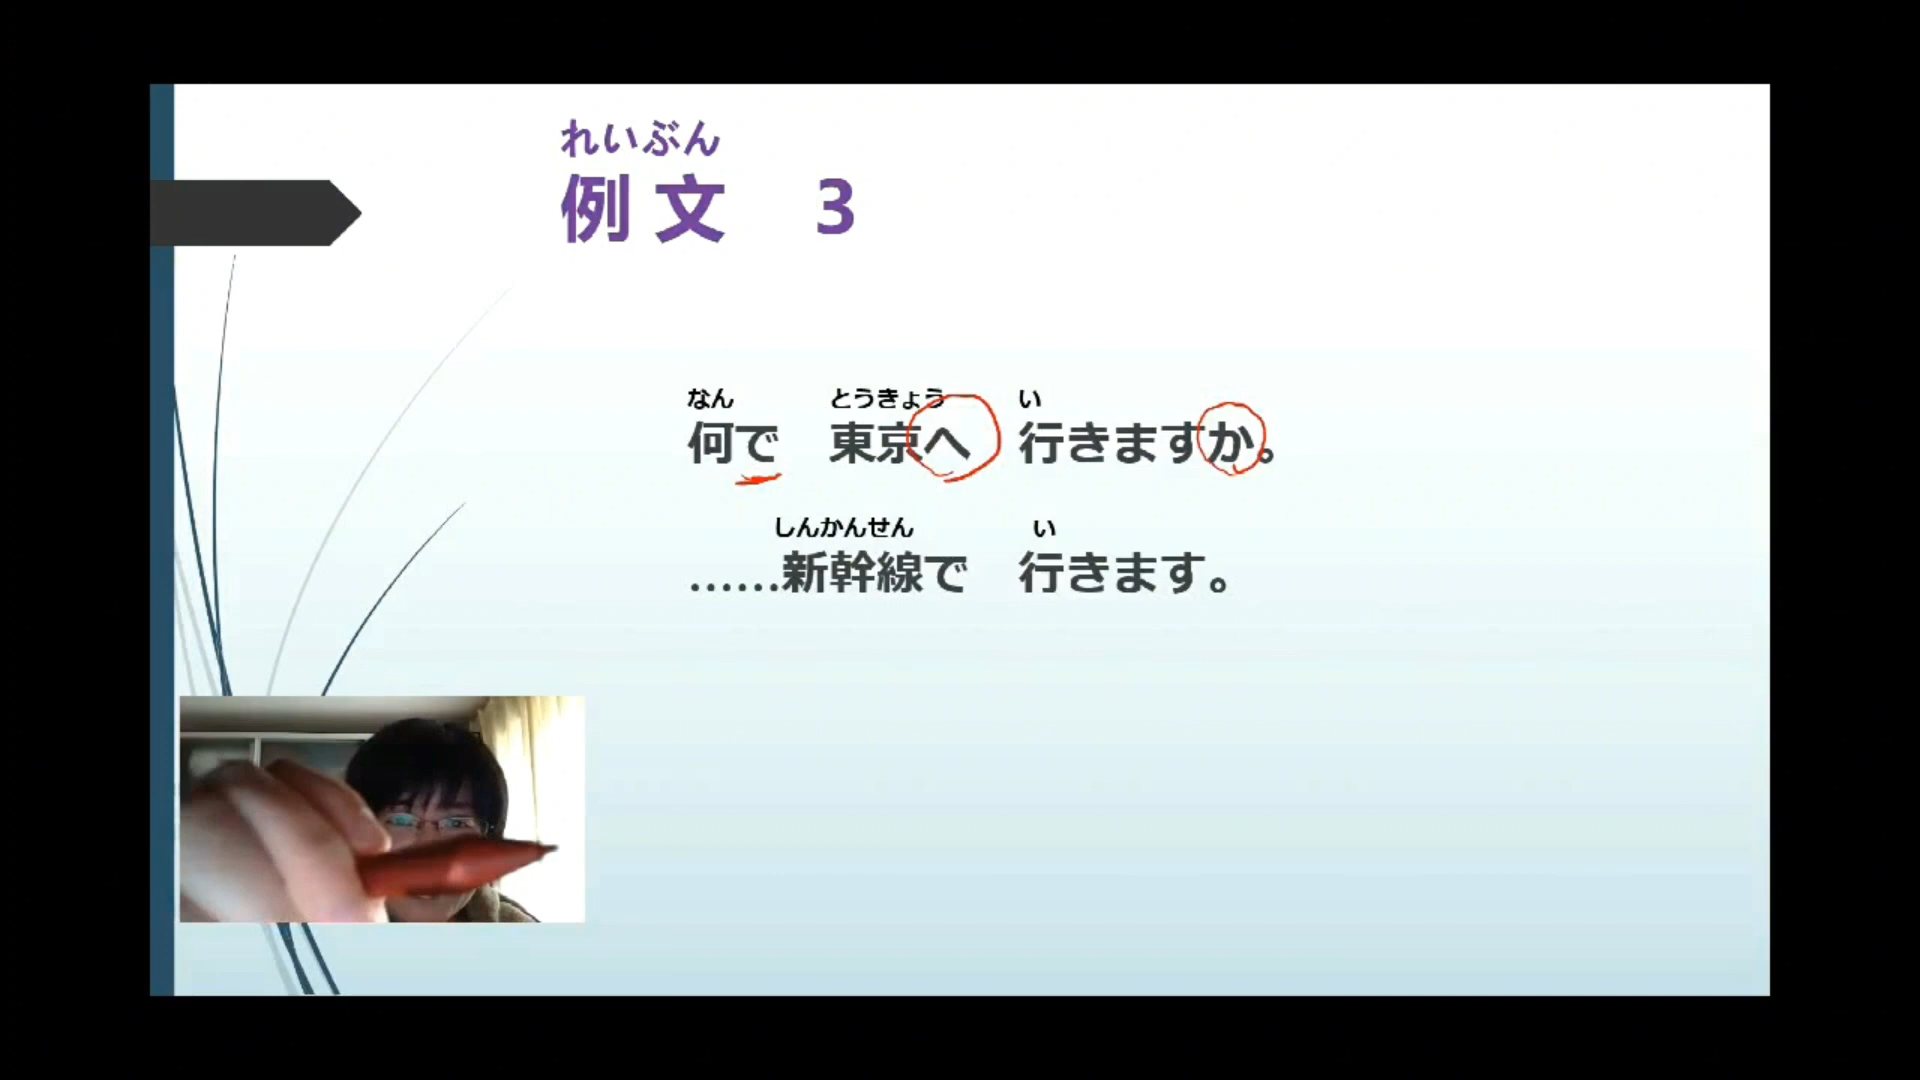 れいぶん
例文 3
なん とうきょう い
何で 東京へ 行きますか。
しんかんせん い
……新幹線で 行きます。